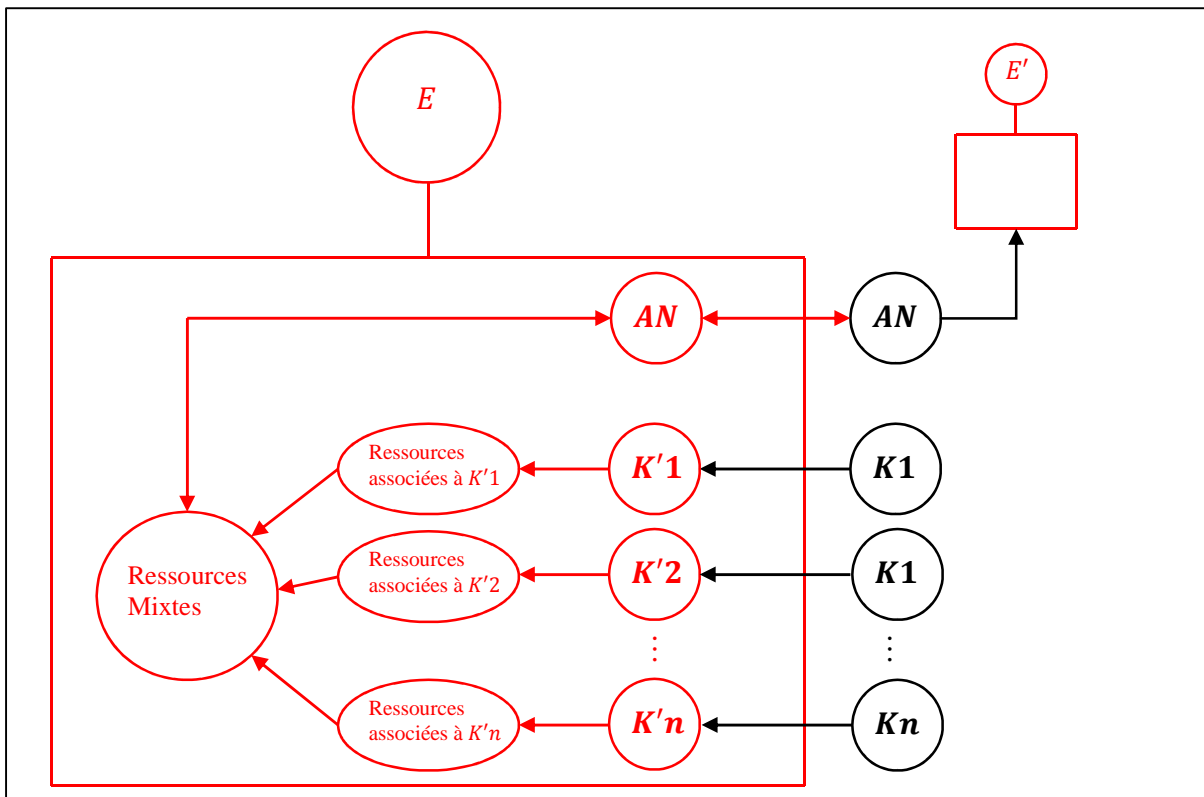 E
E′
AN
AN
Ressources
associées à K′1
K′1
K1
Ressources
Mixtes
Ressources
associées à K′2
K′2
K1
⋮
⋮
Ressources
associées à K′n
K′n
Kn